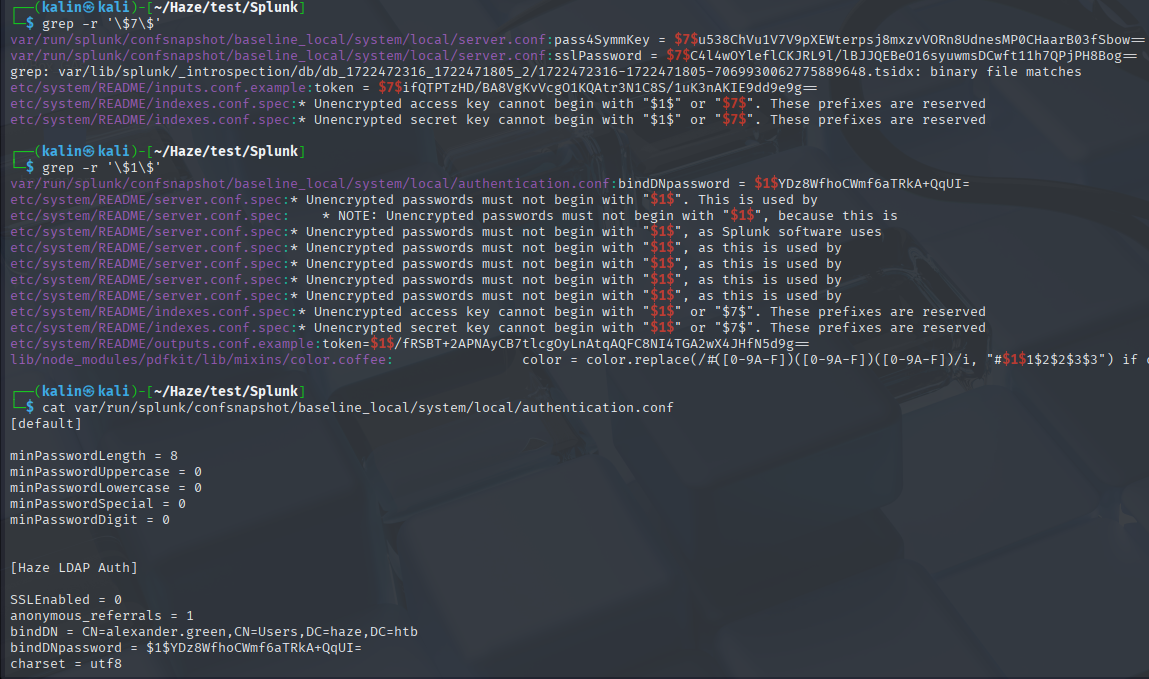 ┌──(kalin㉿kali)-[~/Haze/test/Splunk]
└─$ grep -r '\$7\$'
var/run/splunk/confsnapshot/baseline_local/system/local/server.conf:pass4SymmKey = $7$u538ChVu1V7V9pXEWterpsj8mxzvVORn8UdnesMP0CHaarB03fSbow==
var/run/splunk/confsnapshot/baseline_local/system/local/server.conf:sslPassword = $7$C4l4wOYleflCKJRL9l/lBJJQEBeO16syuwmsDCwft11h7QPjPH8Bog==
grep: var/lib/splunk/_introspection/db/db_1722472316_1722471805_2/1722472316-1722471805-7069930062775889648.tsidx: binary file matches
etc/system/README/inputs.conf.example:token = $7$ifQTPTzHD/BA8VgKvVcgO1KQAtr3N1C8S/1uK3nAKIE9dd9e9g==
etc/system/README/indexes.conf.spec:* Unencrypted access key cannot begin with "$1$" or "$7$". These prefixes are reserved
etc/system/README/indexes.conf.spec:* Unencrypted secret key cannot begin with "$1$" or "$7$". These prefixes are reserved
┌──(kalin㉿kali)-[~/Haze/test/Splunk]
└─$ grep -r '\$1\$'
var/run/splunk/confsnapshot/baseline_local/system/local/authentication.conf:bindDNpassword = $1$YDz8WfhoCWmf6aTRkA+QqUI=
etc/system/README/server.conf.spec:* Unencrypted passwords must not begin with "$1$". This is used by
etc/system/README/server.conf.spec:    * NOTE: Unencrypted passwords must not begin with "$1$", because this is
etc/system/README/server.conf.spec:* Unencrypted passwords must not begin with "$1$", as Splunk software uses
etc/system/README/server.conf.spec:* Unencrypted passwords must not begin with "$1$", as this is used by
etc/system/README/server.conf.spec:* Unencrypted passwords must not begin with "$1$", as this is used by
etc/system/README/server.conf.spec:* Unencrypted passwords must not begin with "$1$", as this is used by
etc/system/README/server.conf.spec:* Unencrypted passwords must not begin with "$1$", as this is used by
etc/system/README/indexes.conf.spec:* Unencrypted access key cannot begin with "$1$" or "$7$". These prefixes are reserved
etc/system/README/indexes.conf.spec:* Unencrypted secret key cannot begin with "$1$" or "$7$". These prefixes are reserved
etc/system/README/outputs.conf.example:token=$1$/fRSBT+2APNAyCB7tlcgOyLnAtqAQFC8NI4TGA2wX4JHfN5d9g==
lib/node_modules/pdfkit/lib/mixins/color.coffee:                color = color.replace(/#([0-9A-F])([0-9A-F])([0-9A-F])/i, "#$1$1$2$2$3$3") if
┌──(kalin㉿kali)-[~/Haze/test/Splunk]
└─$ cat var/run/splunk/confsnapshot/baseline_local/system/local/authentication.conf
[default]
minPasswordLength = 8
minPasswordUppercase = 0
minPasswordLowercase = 0
minPasswordSpecial = 0
minPasswordDigit = 0
[Haze LDAP Auth]
SSLEnabled = 0
anonymous_referrals = 1
bindDN = CN=alexander.green,CN=Users,DC=haze,DC=htb
bindDNpassword = $1$YDz8WfhoCWmf6aTRkA+QqUI=
charset = utf8